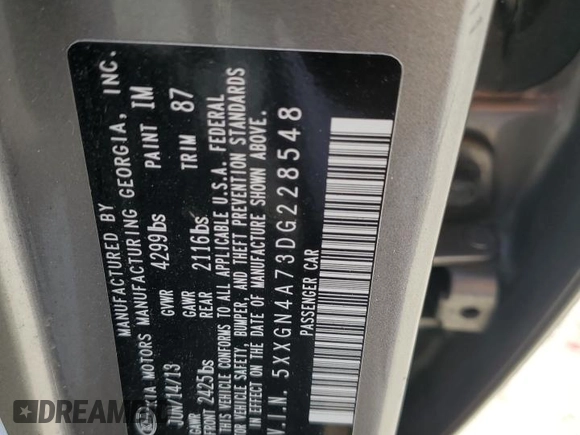 MANUFACTURED BY
KIA MOTORS MANUFACTURING GEORGIA, INC.
JUN/14/13 GVWR 4299lbs PAINT IM
GAWR FRONT 2425lbs GAWR REAR 2116lbs TRIM 87
THIS VEHICLE CONFORMS TO ALL APPLICABLE U.S.A. FEDERAL
VEHICLE SAFETY, BUMPER, AND THEFT PREVENTION STANDARDS
IN EFFECT ON THE DATE OF MANUFACTURE SHOWN ABOVE.
V.I.N. 5XXGN4A73DG228548
PASSENGER CAR